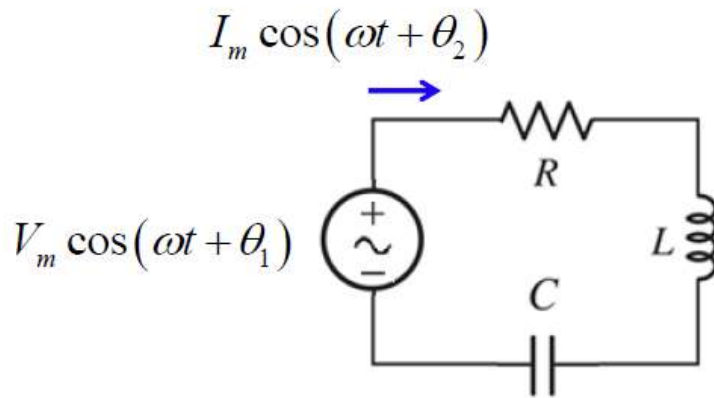 I_m cos(ωt + θ_2)
R
V_m cos(ωt + θ_1)
+
−
L
C